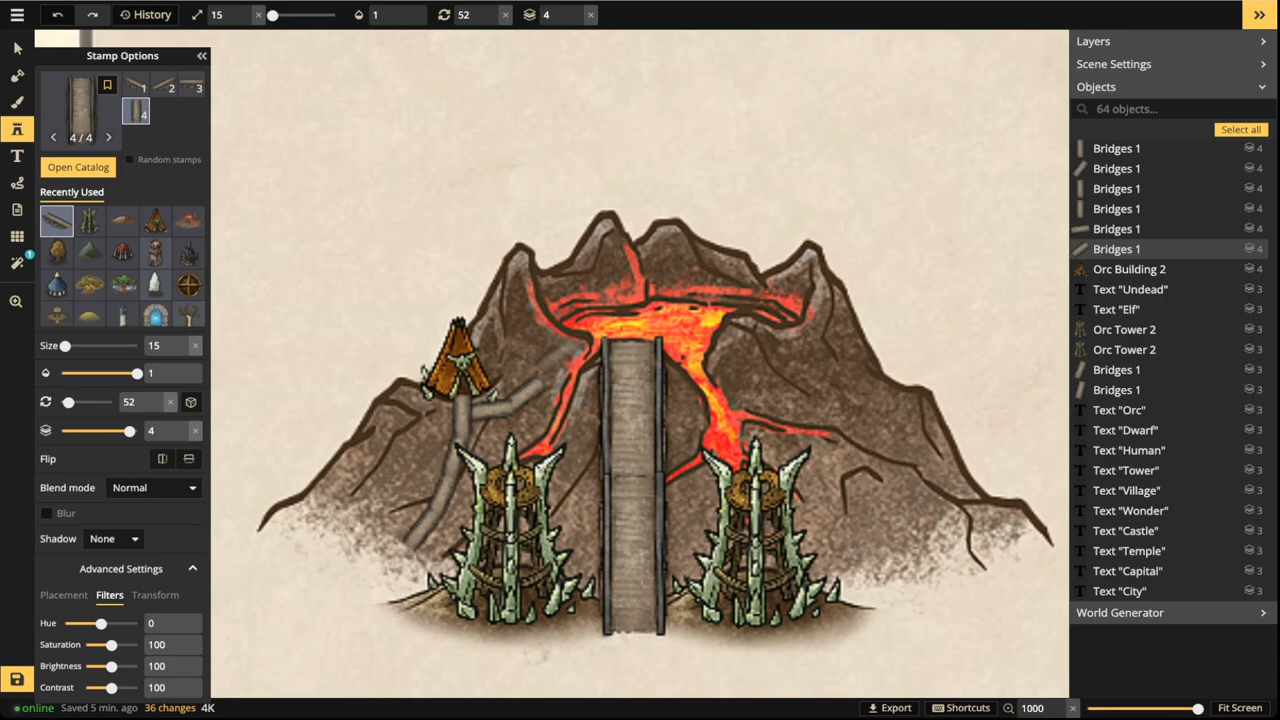 History 15 × 1 52 × 4 ×
Stamp Options
1 2 3
4
4 / 4
Open Catalog Random stamps
Recently Used
1
Size 15 ×
1
52 ×
4 ×
Flip
Blend mode Normal
Blur
Shadow None
Advanced Settings
Placement Filters Transform
Hue 0
Saturation 100
Brightness 100
Contrast 100
Layers
Scene Settings
Objects
64 objects...
Select all
Bridges 1 4
Bridges 1 4
Bridges 1 4
Bridges 1 4
Bridges 1 4
Bridges 1 4
Orc Building 2 4
T Text "Undead" 3
T Text "Elf" 3
Orc Tower 2 3
Orc Tower 2 3
Bridges 1 3
Bridges 1 3
T Text "Orc" 3
T Text "Dwarf" 3
T Text "Human" 3
T Text "Tower" 3
T Text "Village" 3
T Text "Wonder" 3
T Text "Castle" 3
T Text "Temple" 3
T Text "Capital" 3
T Text "City" 3
World Generator
online Saved 5 min. ago 36 changes 4K Export Shortcuts 1000 × Fit Screen